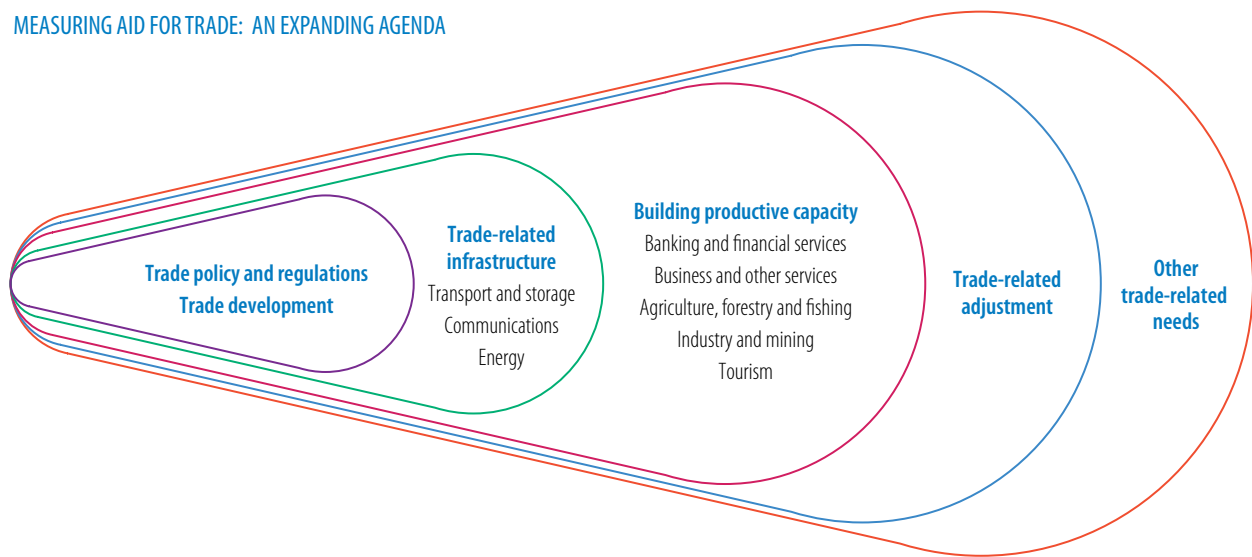 MEASURING AID FOR TRADE: AN EXPANDING AGENDA
Trade policy and regulations
Trade development
Trade-related
infrastructure
Transport and storage
Communications
Energy
Building productive capacity
Banking and financial services
Business and other services
Agriculture, forestry and fishing
Industry and mining
Tourism
Trade-related
adjustment
Other
trade-related
needs